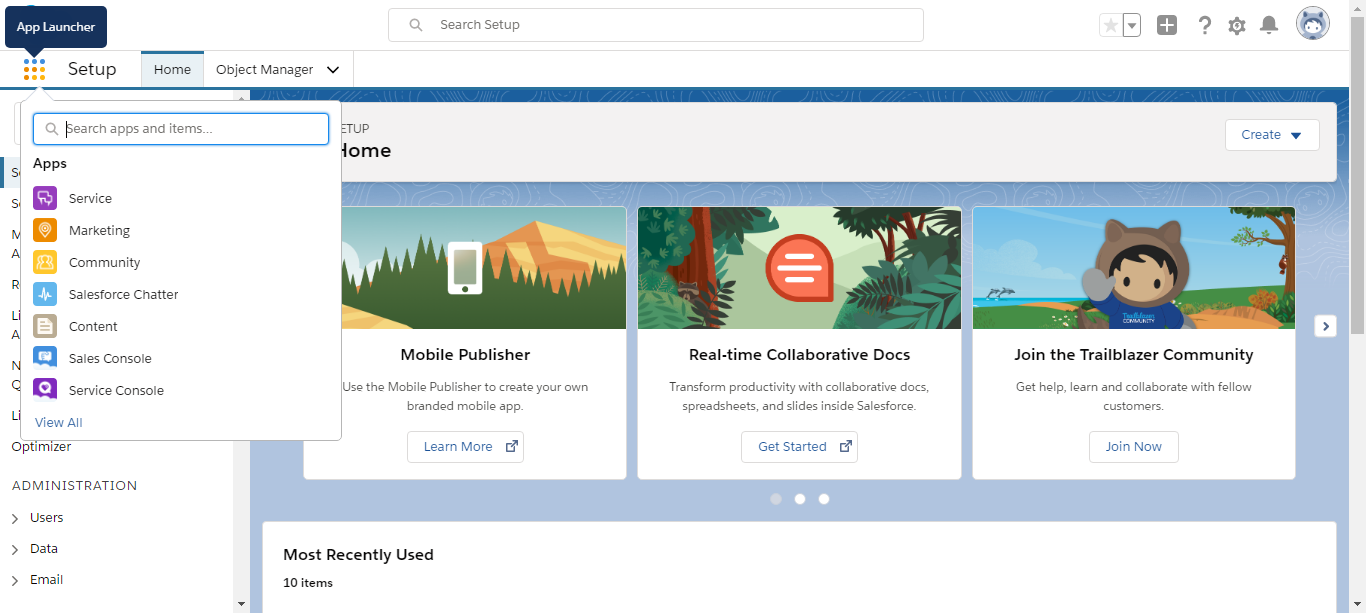 App Launcher
Search Setup
Setup
Home
Object Manager
Search apps and items...
Apps
Service
Marketing
Community
Salesforce Chatter
Content
Sales Console
Service Console
View All
Optimizer
ADMINISTRATION
Users
Data
Email
ETUP
Home
Create
Mobile Publisher
Use the Mobile Publisher to create your own
branded mobile app.
Learn More
Real-time Collaborative Docs
Transform productivity with collaborative docs,
spreadsheets, and slides inside Salesforce.
Get Started
Trailblazer
COMMUNITY
Join the Trailblazer Community
Get help, learn and collaborate with fellow
customers.
Join Now
Most Recently Used
10 items